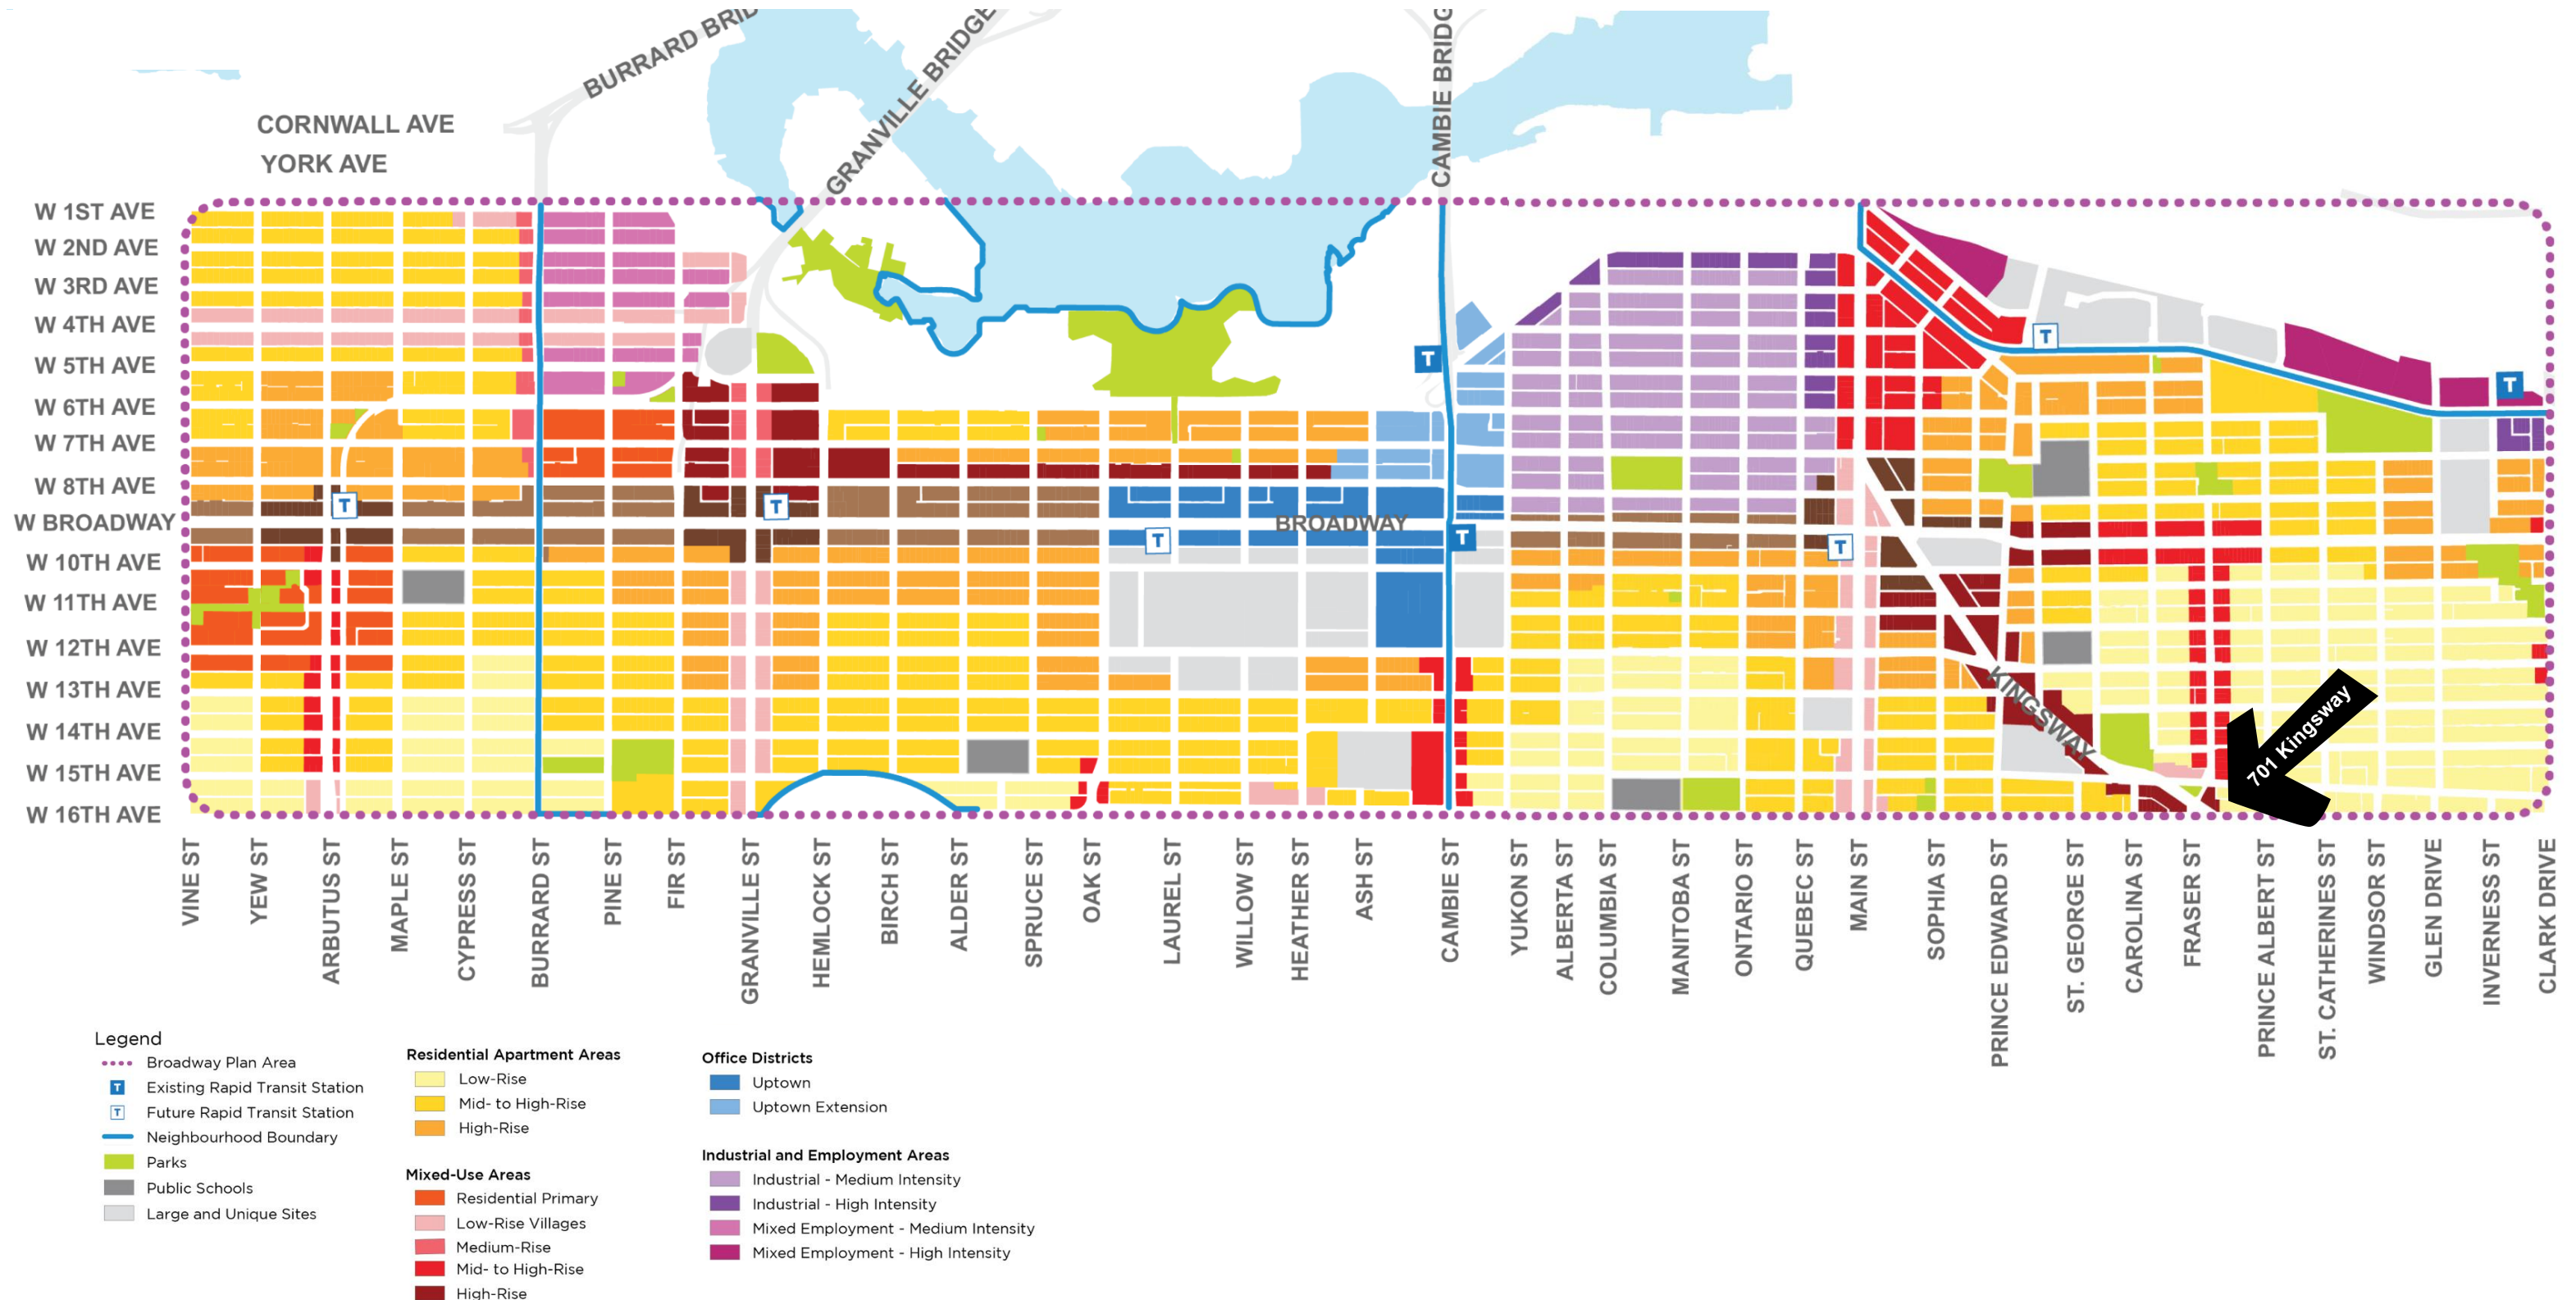 BURRARD BRID
GRANVILLE BRIDGE
CAMBIE BRIDG
CORNWALL AVE
YORK AVE
W 1ST AVE
W 2ND AVE
W 3RD AVE
W 4TH AVE
W 5TH AVE
W 6TH AVE
W 7TH AVE
W 8TH AVE
W BROADWAY
W 10TH AVE
W 11TH AVE
W 12TH AVE
W 13TH AVE
W 14TH AVE
W 15TH AVE
W 16TH AVE
T
T
T
T
T
T
T
T
BROADWAY
KINGSWAY
701 Kingsway
VINE ST
YEW ST
ARBUTUS ST
MAPLE ST
CYPRESS ST
BURRARD ST
PINE ST
FIR ST
GRANVILLE ST
HEMLOCK ST
BIRCH ST
ALDER ST
SPRUCE ST
OAK ST
LAUREL ST
WILLOW ST
HEATHER ST
ASH ST
CAMBIE ST
YUKON ST
ALBERTA ST
COLUMBIA ST
MANITOBA ST
ONTARIO ST
QUEBEC ST
MAIN ST
SOPHIA ST
PRINCE EDWARD ST
ST. GEORGE ST
CAROLINA ST
FRASER ST
PRINCE ALBERT ST
ST. CATHERINES ST
WINDSOR ST
GLEN DRIVE
INVERNESS ST
CLARK DRIVE
Legend
Broadway Plan Area
T Existing Rapid Transit Station
T Future Rapid Transit Station
Neighbourhood Boundary
Parks
Public Schools
Large and Unique Sites
Residential Apartment Areas
Low-Rise
Mid- to High-Rise
High-Rise
Mixed-Use Areas
Residential Primary
Low-Rise Villages
Medium-Rise
Mid- to High-Rise
High-Rise
Office Districts
Uptown
Uptown Extension
Industrial and Employment Areas
Industrial - Medium Intensity
Industrial - High Intensity
Mixed Employment - Medium Intensity
Mixed Employment - High Intensity